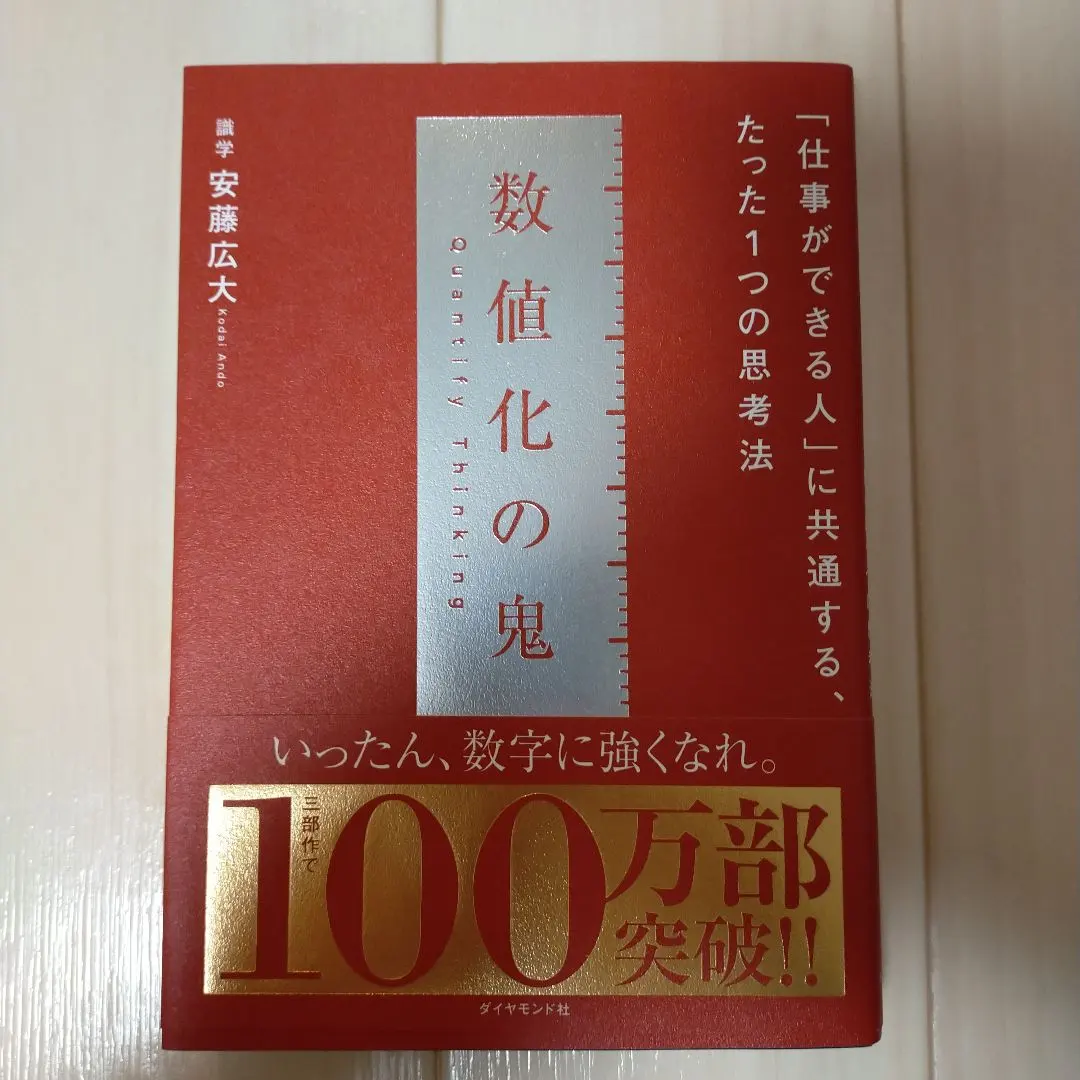 「仕事ができる人」に共通する、
たった1つの思考法
数値化の鬼
Quantify Thinking
識学 安藤広大 Kodai Ando
いったん、数字に強くなれ。
三部作で
100万部
突破!!
ダイヤモンド社